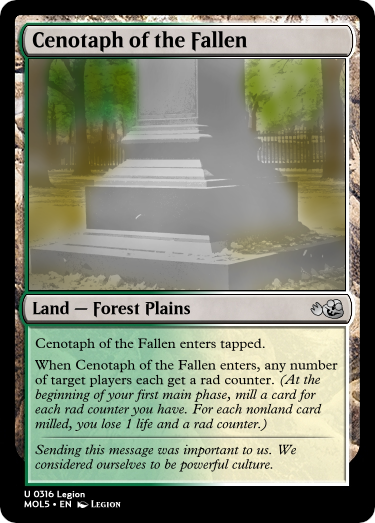 Cenotaph of the Fallen
Land — Forest Plains
Cenotaph of the Fallen enters tapped.
When Cenotaph of the Fallen enters, any number
of target players each get a rad counter. (At the
beginning of your first main phase, mill a card for
each rad counter you have. For each nonland card
milled, you lose 1 life and a rad counter.)
Sending this message was important to us. We
considered ourselves to be powerful culture.
U 0316 Legion
MOL5 • EN Legion